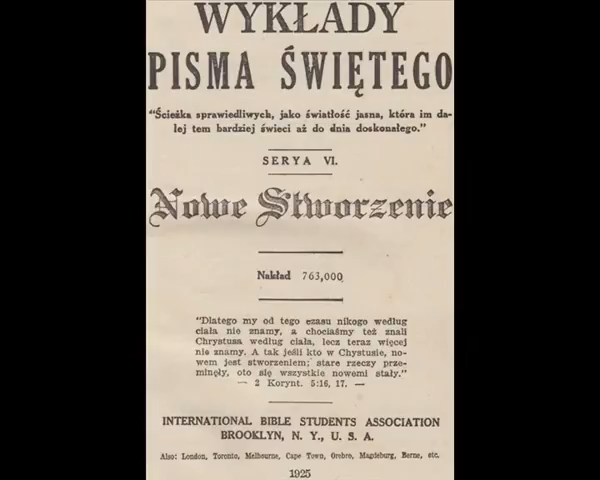 WYKŁADY
PISMA ŚWIĘTEGO
"Ścieżka sprawiedliwych, jako światłość jasna, która im da-
lej tem bardziej świeci aż do dnia doskonałego."
SERYA VI.
Nowe Stworzenie
Nakład 763,000
"Dlatego my od tego czasu nikogo według
ciała nie znamy, a chociaśmy też znali
Chrystusa według ciała, lecz teraz więcej
nie znamy. A tak jeśli kto w Chystusie, no-
wem jest stworzeniem; stare rzeczy prze-
minęły, oto się wszystkie nowemi stały."
— 2 Korynt. 5:16, 17. —
INTERNATIONAL BIBLE STUDENTS ASSOCIATION
BROOKLYN, N. Y., U. S. A.
Also: London, Toronto, Melbourne, Cape Town, Orebro, Magdeburg, Berne, etc.
1925